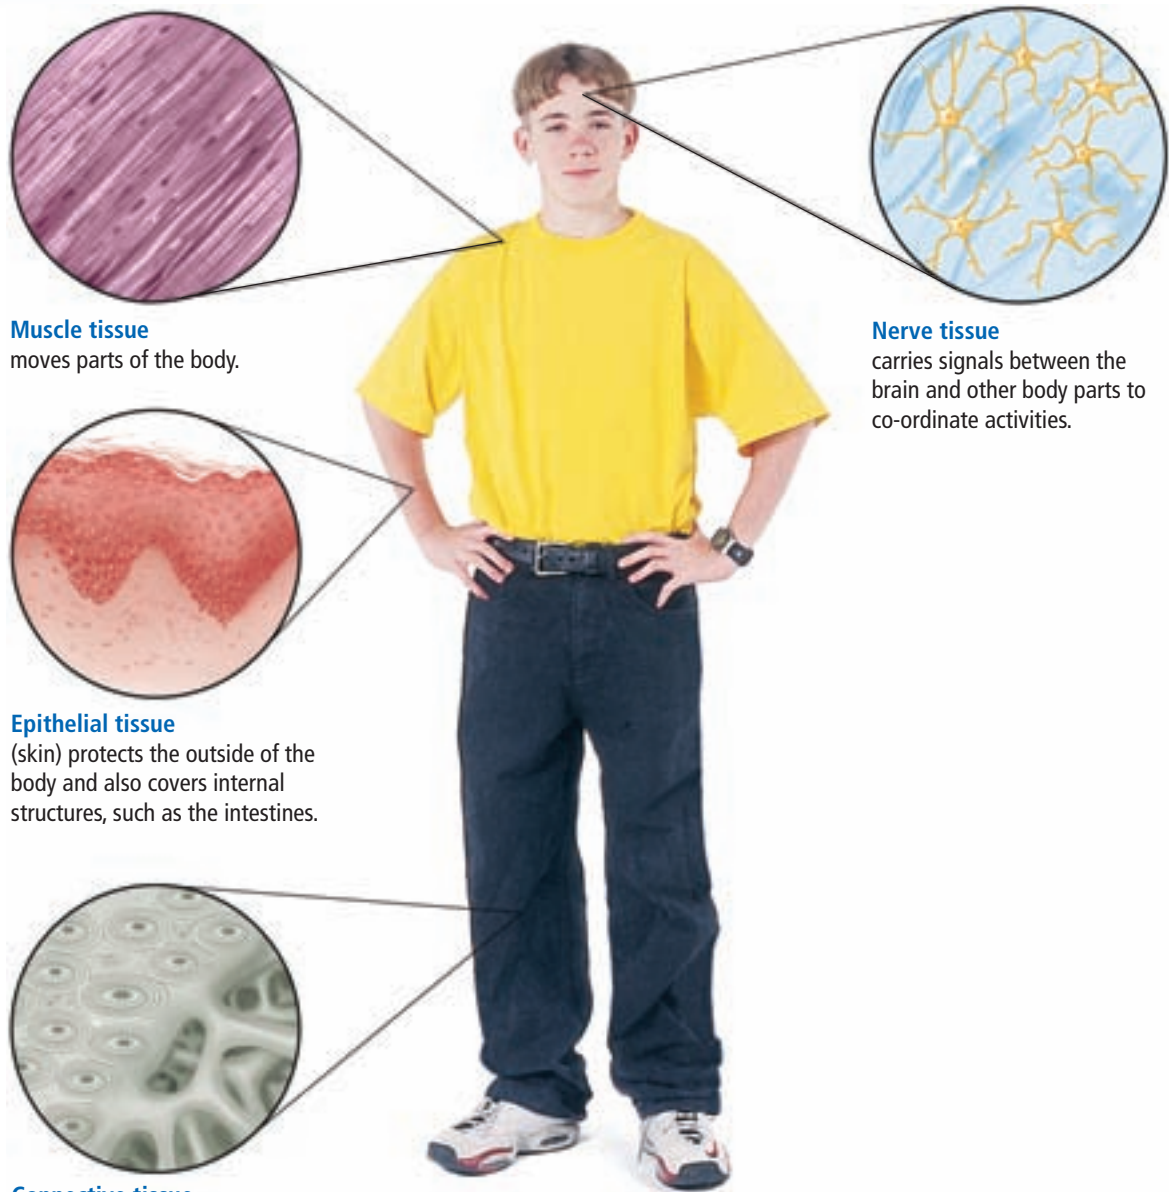 Muscle tissue
moves parts of the body.
Nerve tissue
carries signals between the
brain and other body parts to
co-ordinate activities.
Epithelial tissue
(skin) protects the outside of the
body and also covers internal
structures, such as the intestines.
Connective tissue